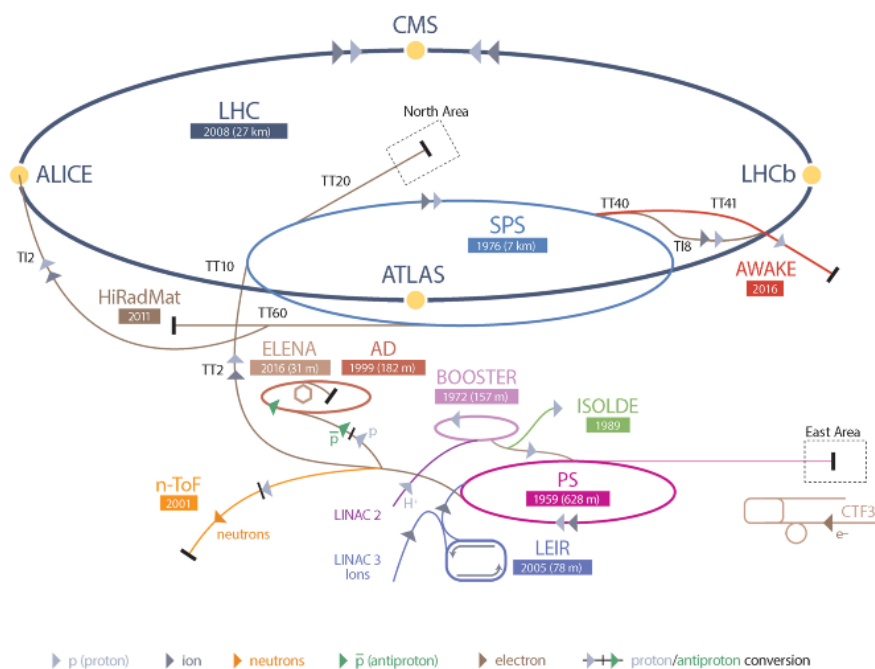 CMS
LHC
2008 (27 km)
North Area
ALICE
TT20
LHCb
TT40
TT41
SPS
1976 (7 km)
TI8
TI2
TT10
ATLAS
AWAKE
2016
HiRadMat
2011
TT60
ELENA
2016 (31 m)
AD
1999 (182 m)
TT2
BOOSTER
1972 (157 m)
ISOLDE
1989
p
p̅
East Area
n-ToF
2001
PS
1959 (628 m)
H⁺
LINAC 2
neutrons
CTF3
e-
LEIR
2005 (78 m)
LINAC 3
Ions
p (proton)
ion
neutrons
p̅ (antiproton)
electron
proton/antiproton conversion